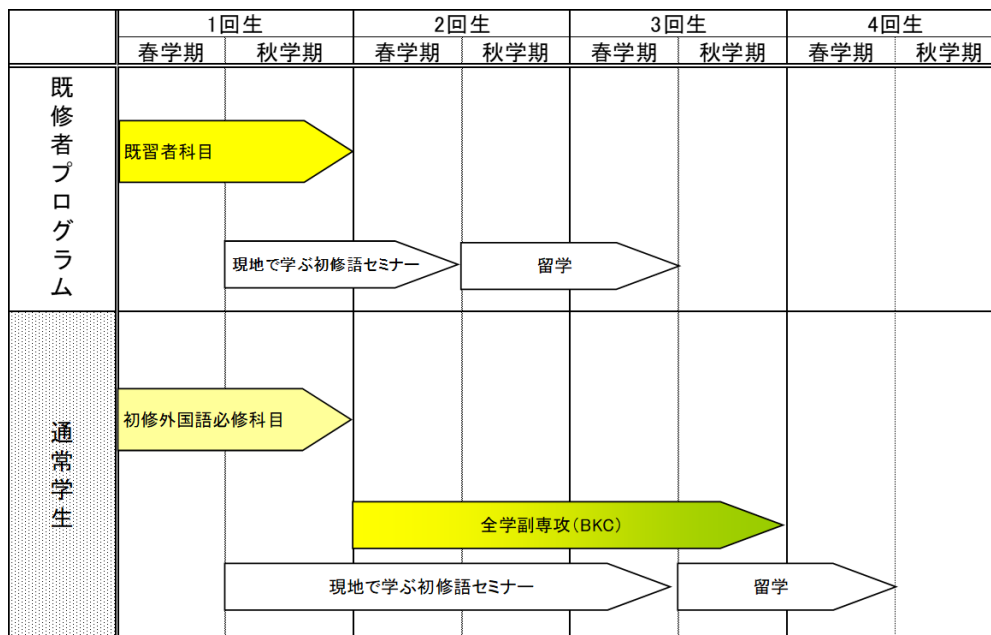 1回生 2回生 3回生 4回生
春学期 秋学期 春学期 秋学期 春学期 秋学期 春学期 秋学期
既修者プログラム
既習者科目
現地で学ぶ初修語セミナー 留学
通常学生
初修外国語必修科目
全学副専攻(BKC)
現地で学ぶ初修語セミナー 留学